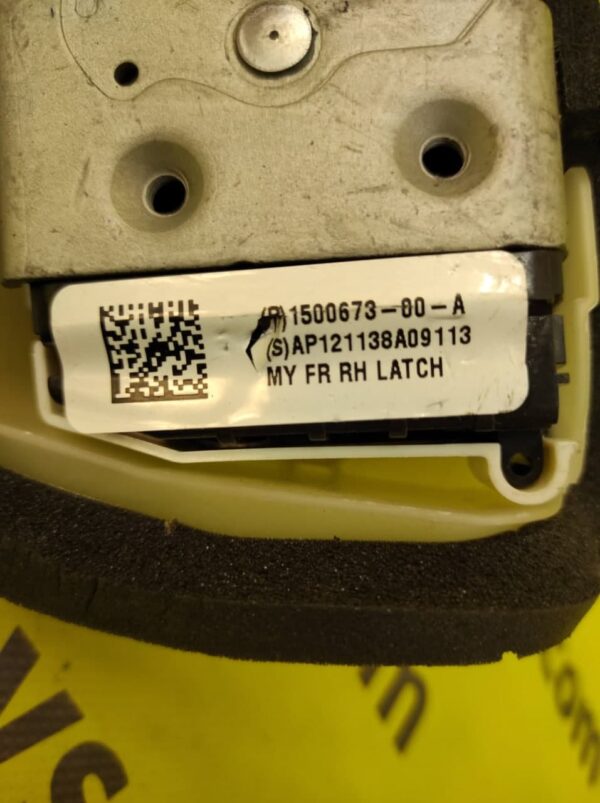 (P)1500673-00-A
(S)AP121138A09113
MY FR RH LATCH